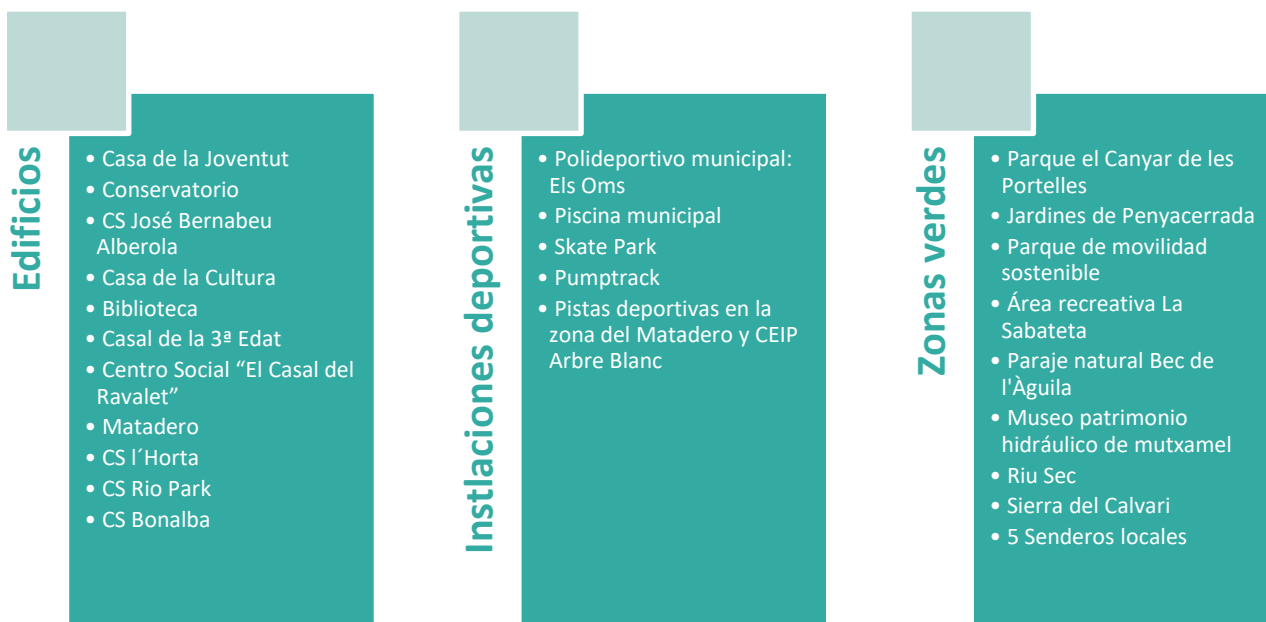 Edificios
• Casa de la Joventut
• Conservatorio
• CS José Bernabeu
Alberola
• Casa de la Cultura
• Biblioteca
• Casal de la 3ª Edat
• Centro Social “El Casal del
Ravalet”
• Matadero
• CS l´Horta
• CS Rio Park
• CS Bonalba
Instlaciones deportivas
• Polideportivo municipal:
Els Oms
• Piscina municipal
• Skate Park
• Pumptrack
• Pistas deportivas en la
zona del Matadero y CEIP
Arbre Blanc
Zonas verdes
• Parque el Canyar de les
Portelles
• Jardines de Penyacerrada
• Parque de movilidad
sostenible
• Área recreativa La
Sabateta
• Paraje natural Bec de
l'Àguila
• Museo patrimonio
hidráulico de mutxamel
• Riu Sec
• Sierra del Calvari
• 5 Senderos locales